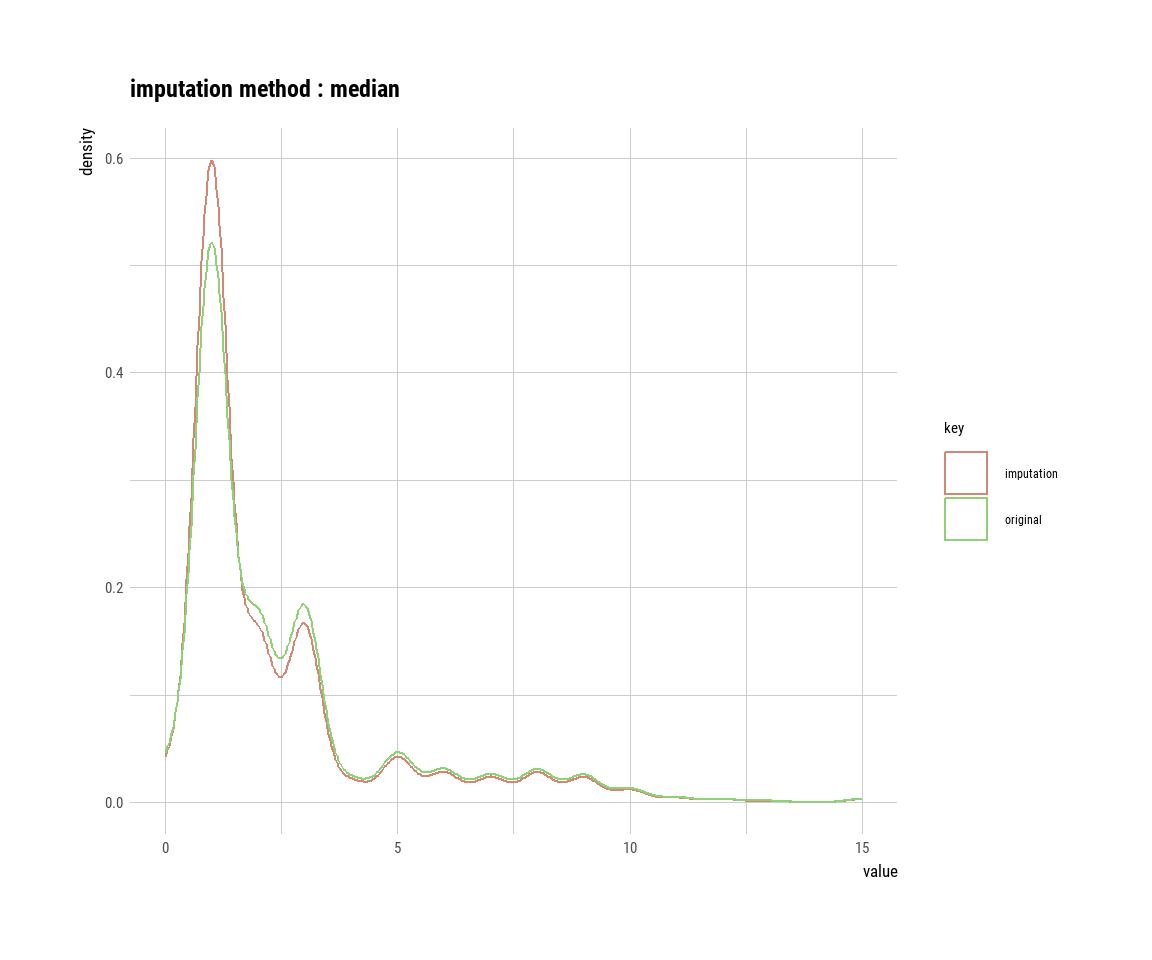 imputation method : median
density
0.6
0.4
0.2
0.0
0
5
10
15
value
key
imputation
original